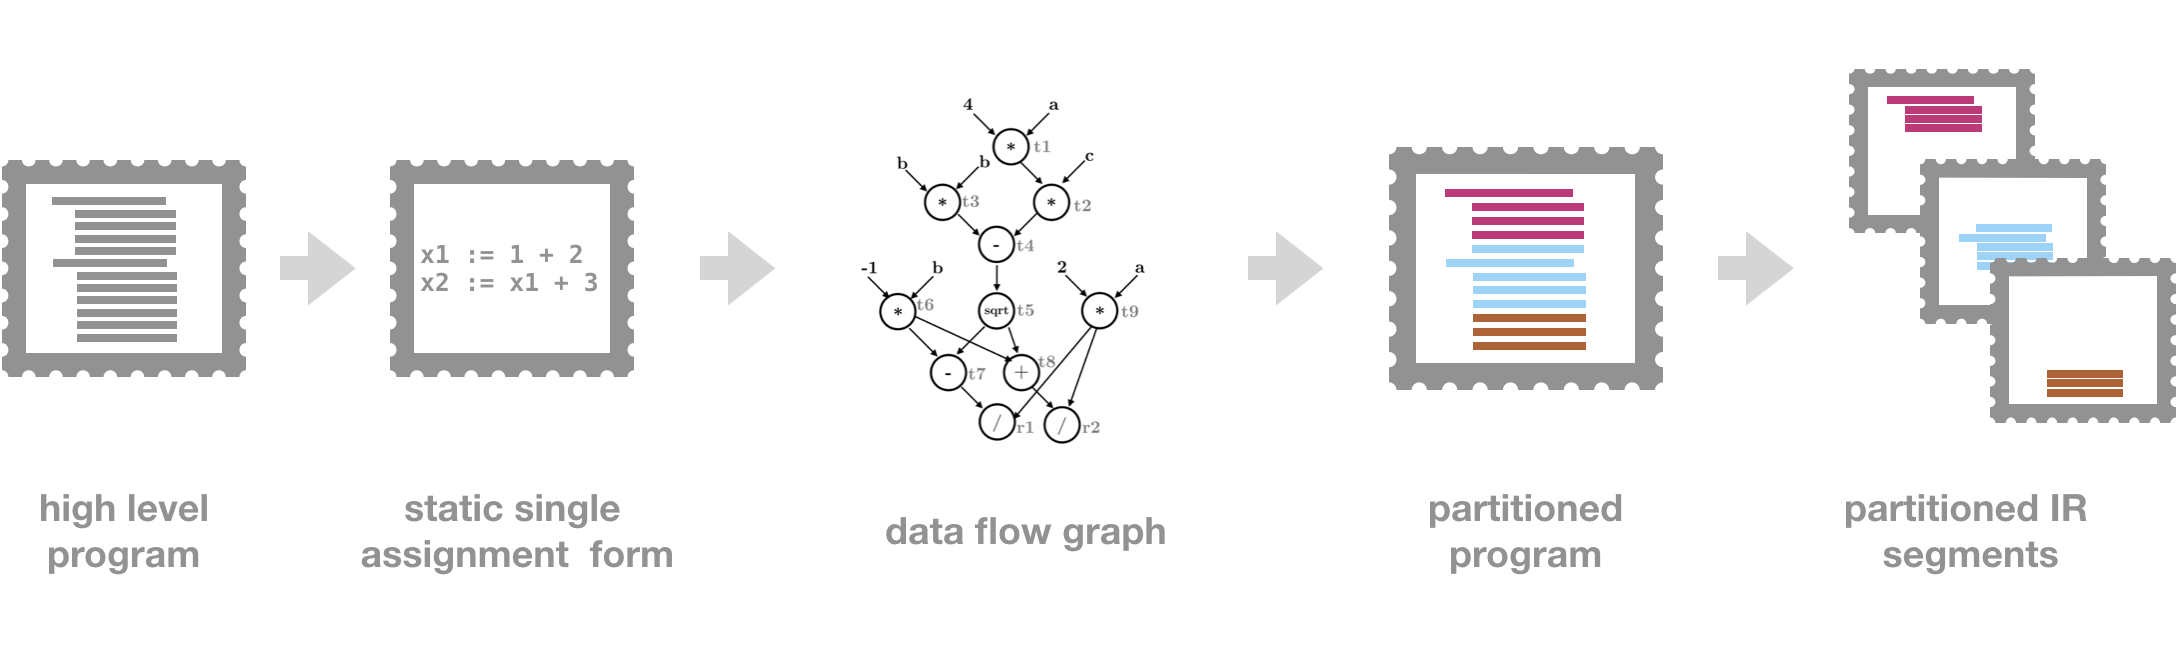 x1 := 1 + 2
x2 := x1 + 3
4 a
* t1
b b c
* t3 * t2
- t4
-1 b 2 a
* t6 sqrt t5 * t9
- t7 + t8
/ r1 / r2
high level
program
static single
assignment form
data flow graph
partitioned
program
partitioned IR
segments